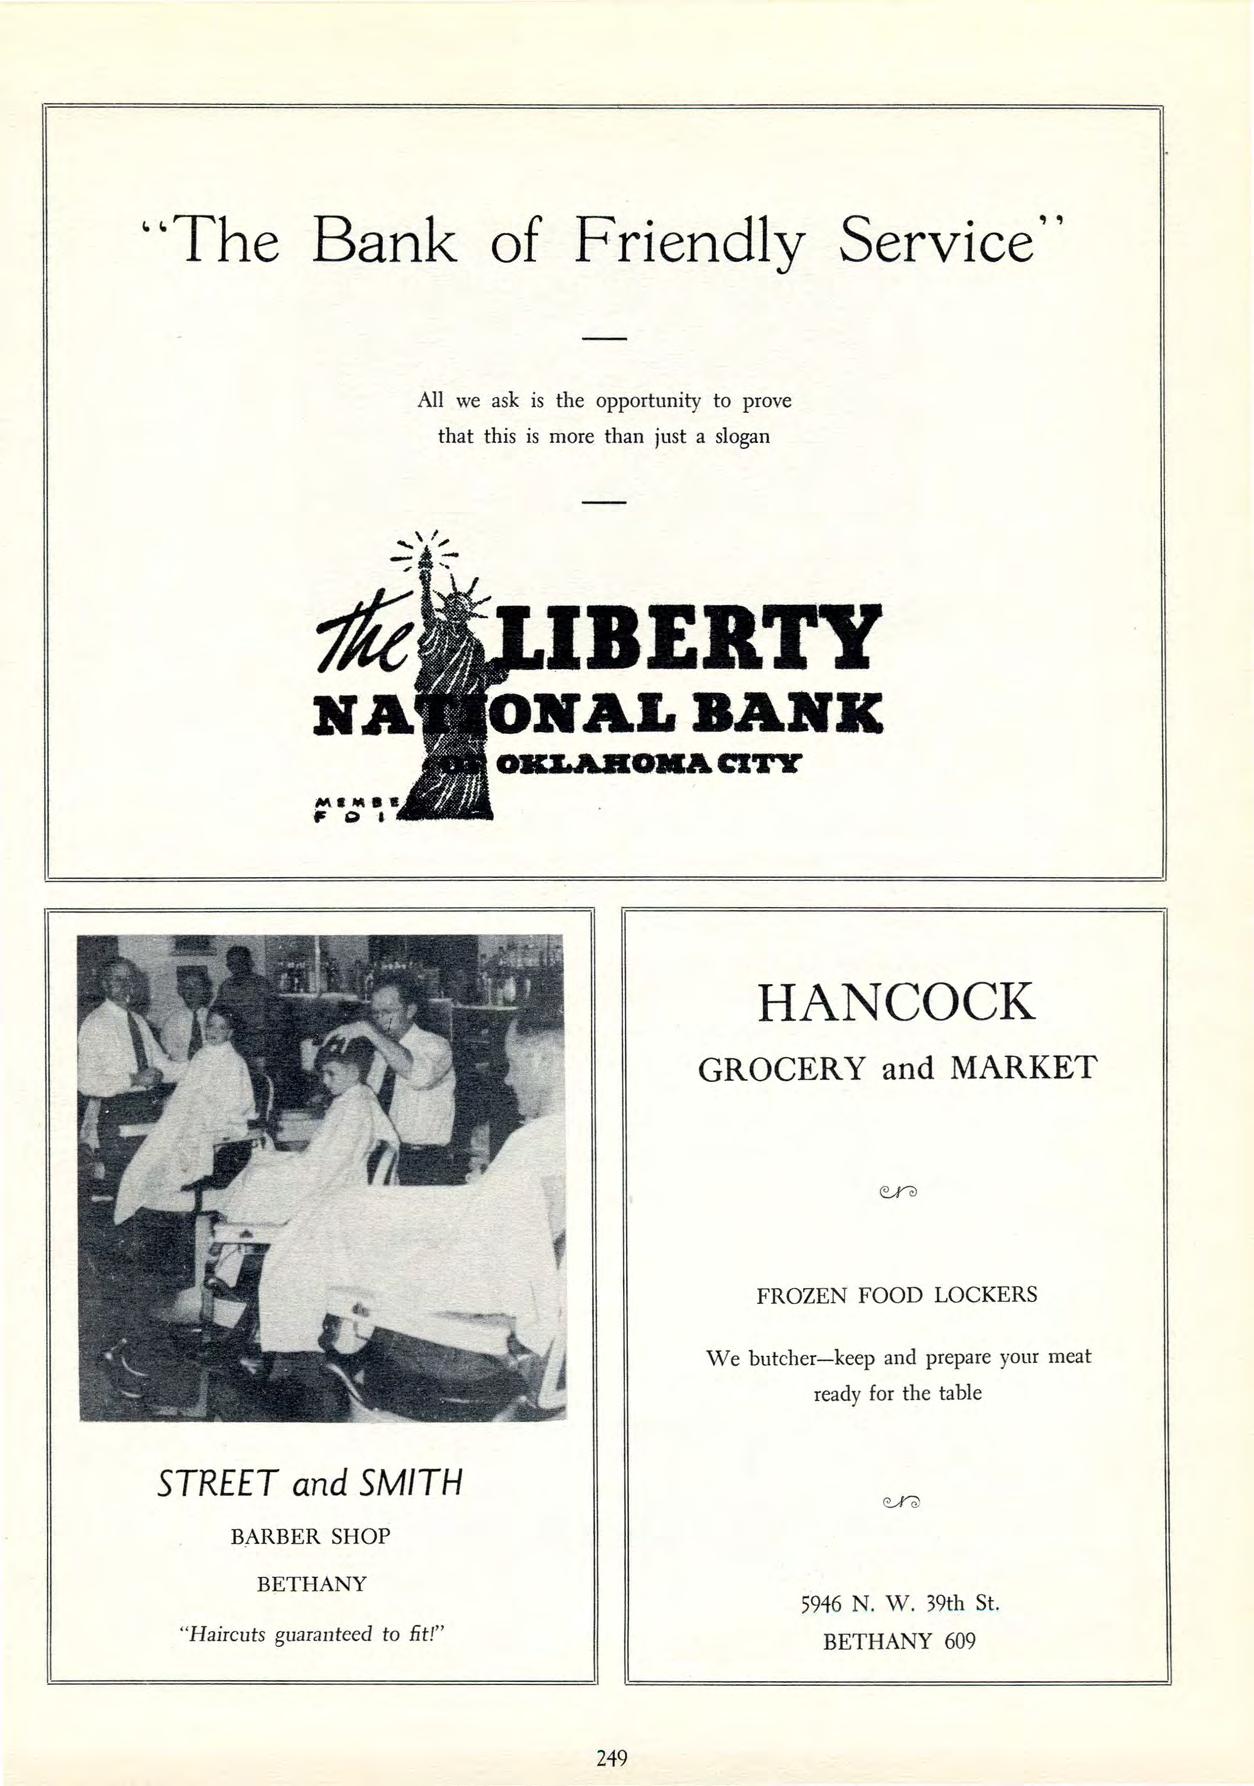 “The Bank of Friendly Service”
All we ask is the opportunity to prove
that this is more than just a slogan
the LIBERTY
NATIONAL BANK
OF OKLAHOMA CITY
MEMBE
F D I
STREET and SMITH
BARBER SHOP
BETHANY
“Haircuts guaranteed to fit!”
HANCOCK
GROCERY and MARKET
FROZEN FOOD LOCKERS
We butcher—keep and prepare your meat
ready for the table
5946 N. W. 39th St.
BETHANY 609
249